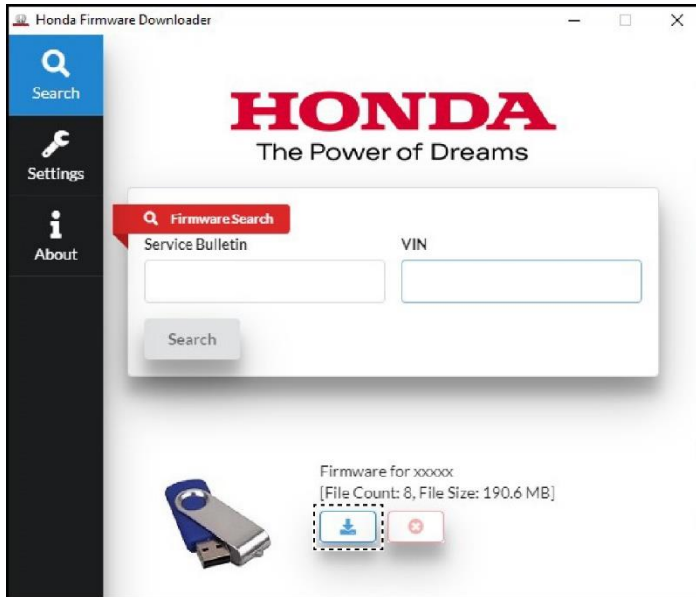 Honda Firmware Downloader
Search
Settings
About
HONDA
The Power of Dreams
Firmware Search
Service Bulletin
VIN
Search
Firmware for xxxxx
[File Count: 8, File Size: 190.6 MB]